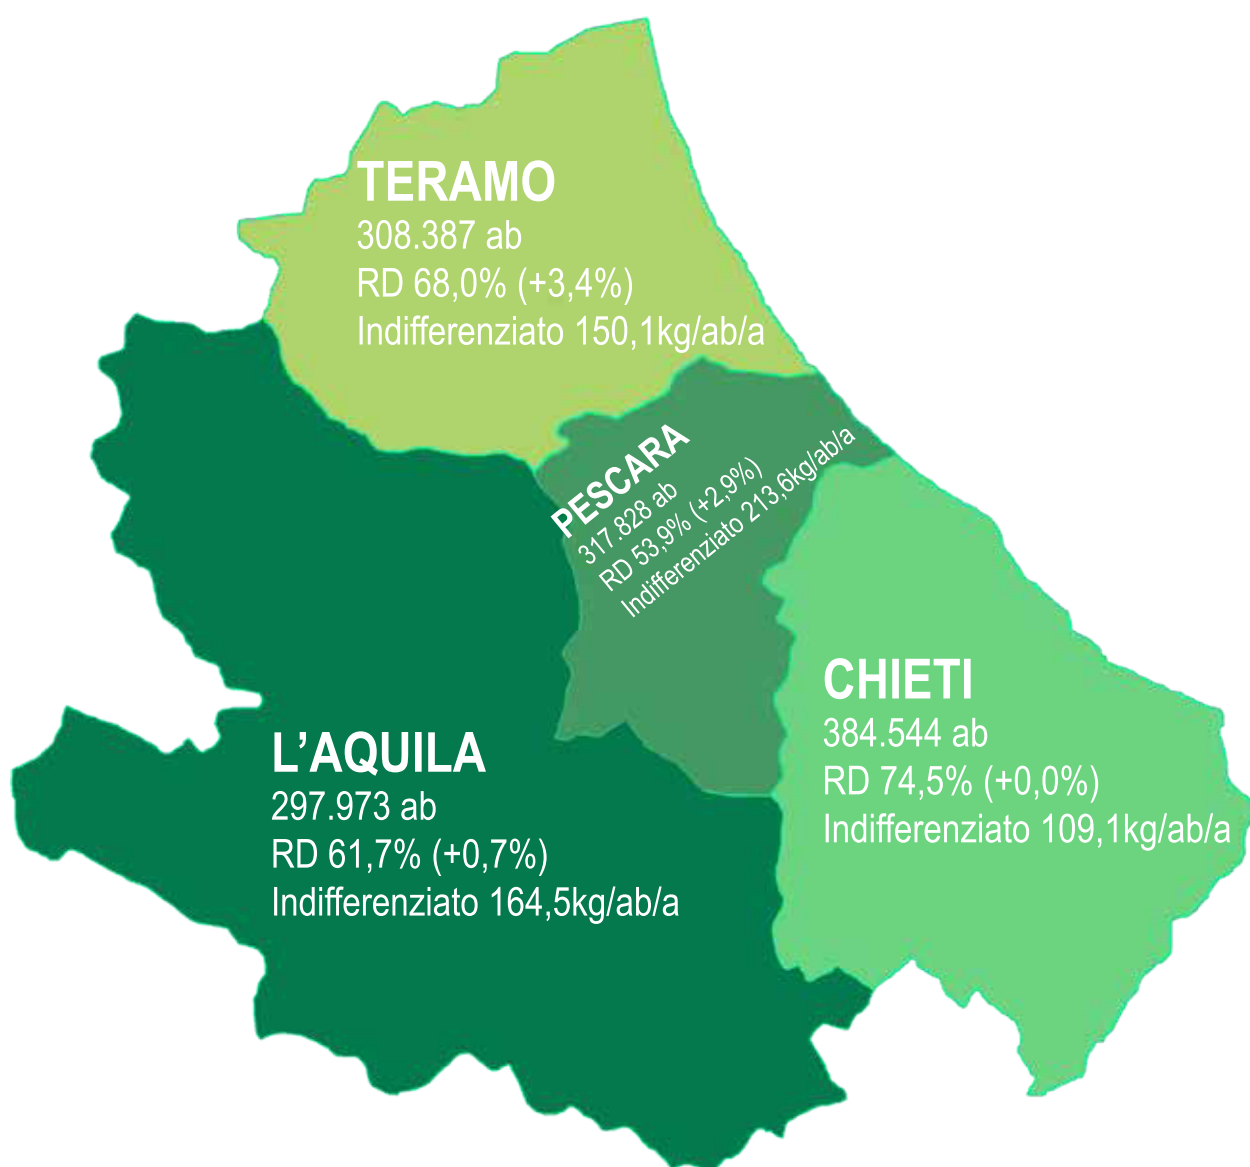 TERAMO
308.387 ab
RD 68,0% (+3,4%)
Indifferenziato 150,1kg/ab/a
PESCARA
317.828 ab
RD 53,9% (+2,9%)
Indifferenziato 213,6kg/ab/a
CHIETI
384.544 ab
RD 74,5% (+0,0%)
Indifferenziato 109,1kg/ab/a
L’AQUILA
297.973 ab
RD 61,7% (+0,7%)
Indifferenziato 164,5kg/ab/a